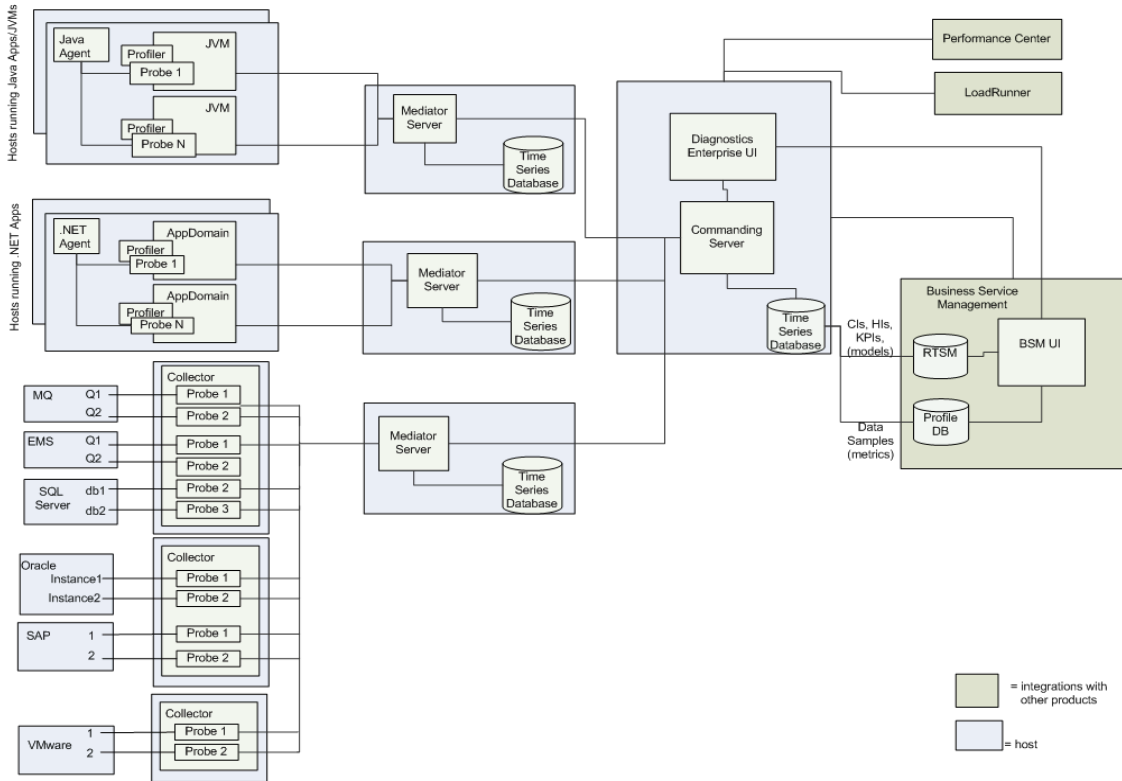 Hosts running Java Apps/JVMs
Java
Agent
JVM
Profiler
Probe 1
JVM
Profiler
Probe N
Mediator
Server
Time
Series
Database
Hosts running .NET Apps
.NET
Agent
AppDomain
Profiler
Probe 1
AppDomain
Profiler
Probe N
Mediator
Server
Time
Series
Database
MQ
Q1
Q2
EMS
Q1
Q2
SQL
Server
db1
db2
Collector
Probe 1
Probe 2
Probe 1
Probe 2
Probe 2
Probe 3
Mediator
Server
Time
Series
Database
Oracle
Instance1
Instance2
SAP
1
2
Collector
Probe 1
Probe 2
Probe 1
Probe 2
VMware
1
2
Collector
Probe 1
Probe 2
Diagnostics
Enterprise UI
Commanding
Server
Time
Series
Database
Performance Center
LoadRunner
CIs, HIs,
KPIs,
(models)
Data
Samples
(metrics)
Business Service
Management
RTSM
BSM UI
Profile
DB
= integrations with
other products
= host